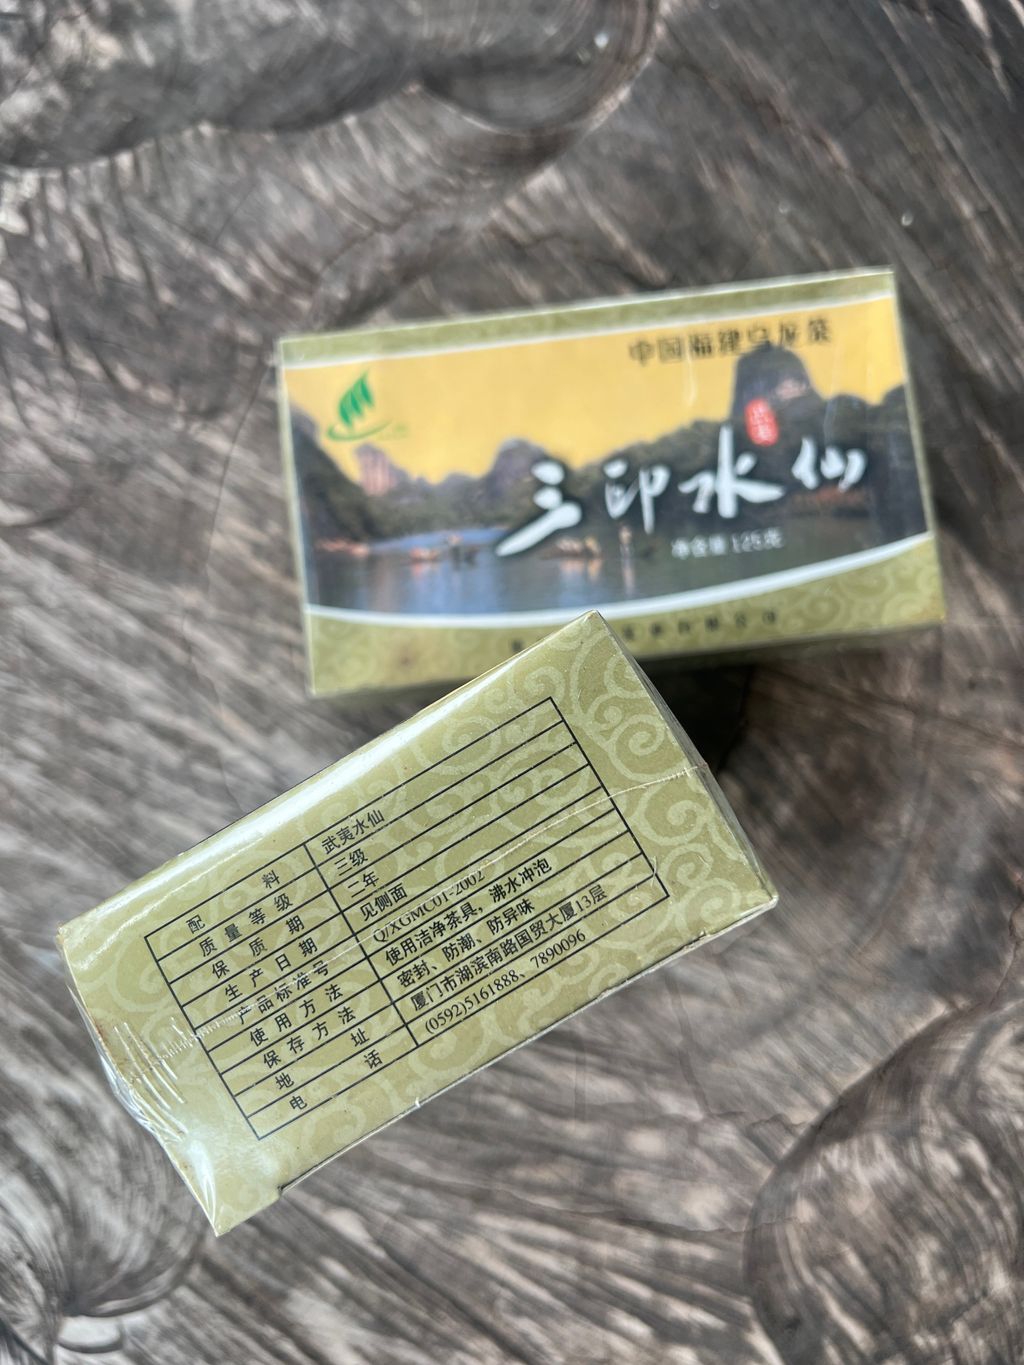 中国福建乌龙茶
武夷
三印水仙
净含量 125克
配料 武夷水仙
质量等级 三级
保质期 二年
生产日期 见侧面
产品标准号 Q/XGMC01-2002
使用方法 使用洁净茶具，沸水冲泡
保存方法 密封、防潮、防异味
地址 厦门市湖滨南路国贸大厦13层
电话 (0592)5161888、7890096